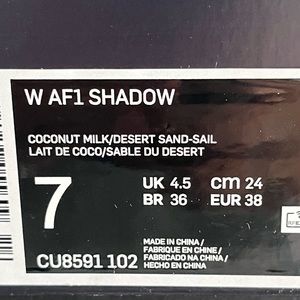 W AF1 SHADOW
COCONUT MILK/DESERT SAND-SAIL
LAIT DE COCO/SABLE DU DESERT
7
UK 4.5 CM 24
BR 36 EUR 38
MADE IN CHINA/
FABRIQUE EN CHINE/
FABRICADO NA CHINA/
HECHO EN CHINA
CU8591 102